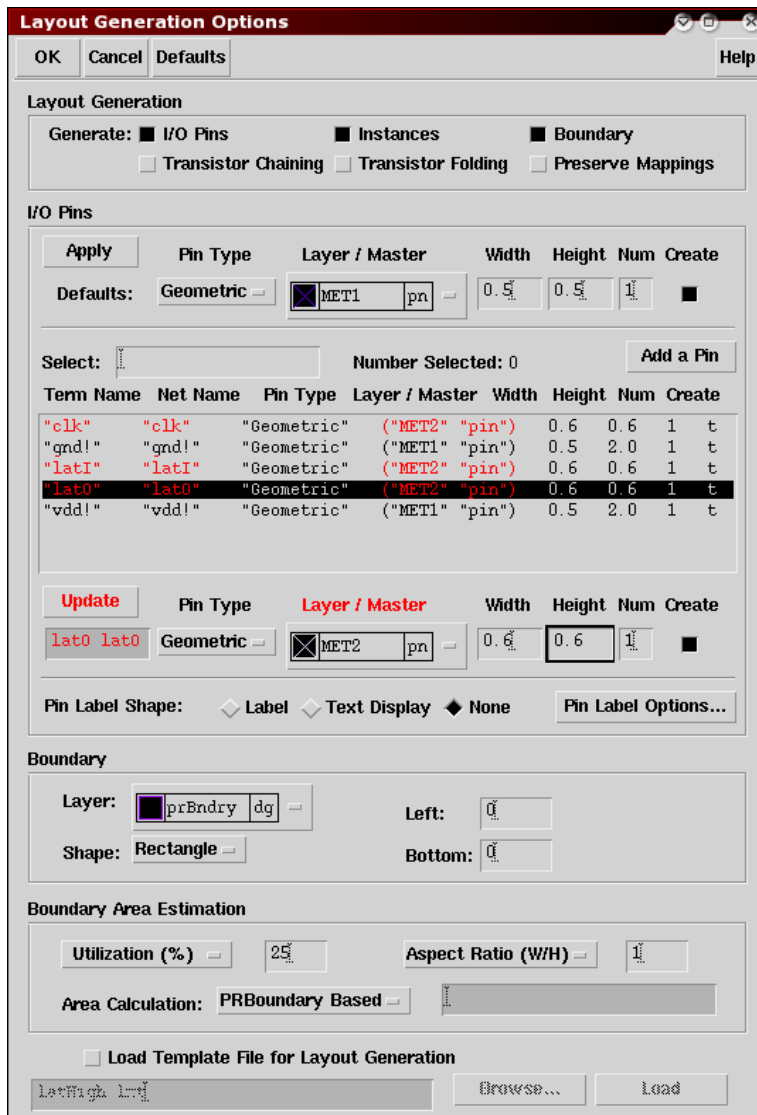 Layout Generation Options
OK Cancel Defaults Help
Layout Generation
Generate: I/O Pins Instances Boundary
Transistor Chaining Transistor Folding Preserve Mappings
I/O Pins
Apply Pin Type Layer / Master Width Height Num Create
Defaults: Geometric MET1 pn 0.5 0.5 1
Select: Number Selected: 0 Add a Pin
Term Name Net Name Pin Type Layer / Master Width Height Num Create
"clk" "clk" "Geometric" ("MET2" "pin") 0.6 0.6 1 t
"gnd!" "gnd!" "Geometric" ("MET1" "pin") 0.5 2.0 1 t
"latI" "latI" "Geometric" ("MET2" "pin") 0.6 0.6 1 t
"latO" "latO" "Geometric" ("MET2" "pin") 0.6 0.6 1 t
"vdd!" "vdd!" "Geometric" ("MET1" "pin") 0.5 2.0 1 t
Update Pin Type Layer / Master Width Height Num Create
latO latO Geometric MET2 pn 0.6 0.6 1
Pin Label Shape: Label Text Display None Pin Label Options...
Boundary
Layer: prBndry dg Left: 0
Shape: Rectangle Bottom: 0
Boundary Area Estimation
Utilization (%) 25 Aspect Ratio (W/H) 1
Area Calculation: PRBoundary Based
Load Template File for Layout Generation
Browse... Load